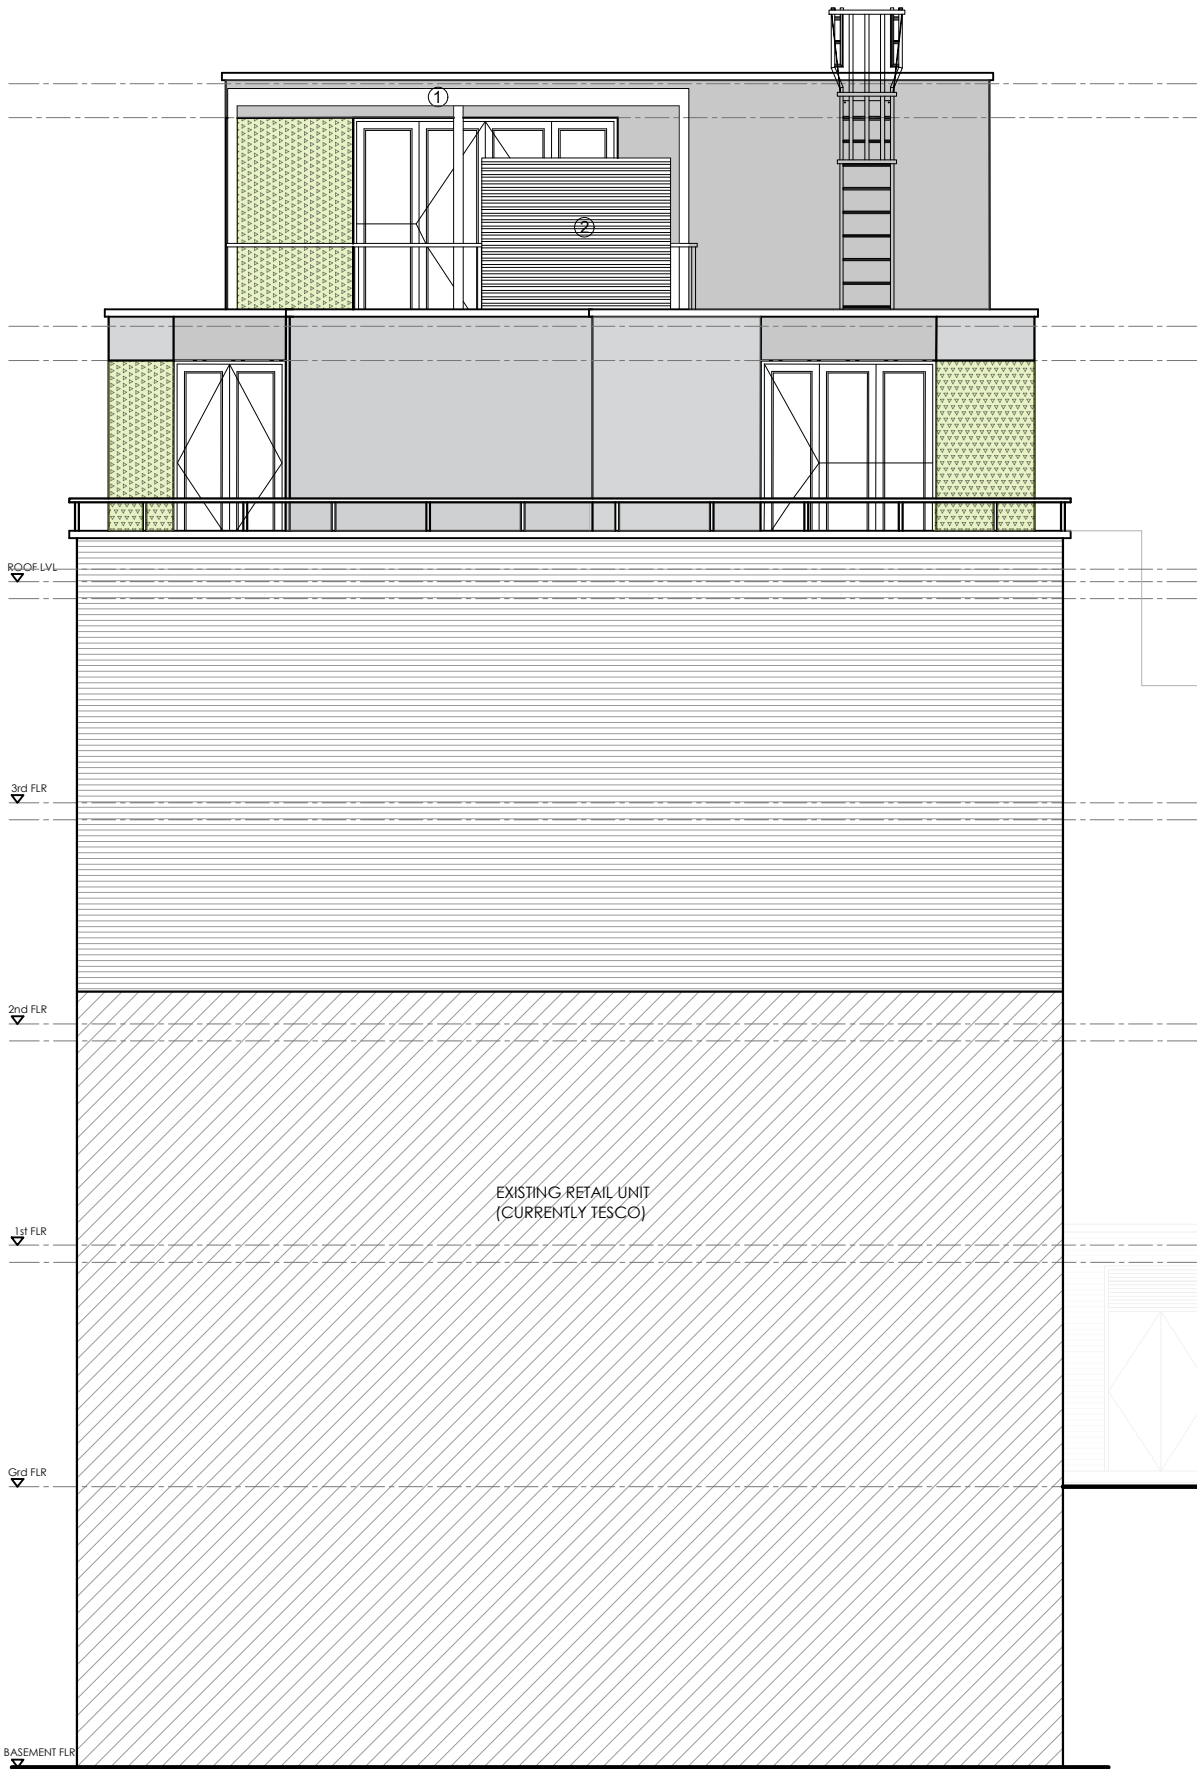 ①
②
ROOF LVL
3rd FLR
2nd FLR
EXISTING RETAIL UNIT
(CURRENTLY TESCO)
1st FLR
Grd FLR
BASEMENT FLR